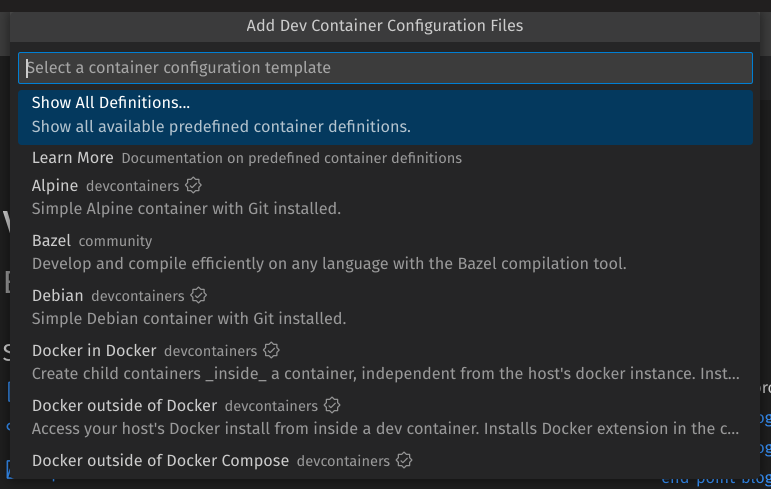 Add Dev Container Configuration Files
Select a container configuration template
Show All Definitions...
Show all available predefined container definitions.
Learn More Documentation on predefined container definitions
Alpine devcontainers
Simple Alpine container with Git installed.
Bazel community
Develop and compile efficiently on any language with the Bazel compilation tool.
Debian devcontainers
Simple Debian container with Git installed.
Docker in Docker devcontainers
Create child containers _inside_ a container, independent from the host's docker instance. Inst...
Docker outside of Docker devcontainers
Access your host's Docker install from inside a dev container. Installs Docker extension in the c...
Docker outside of Docker Compose devcontainers